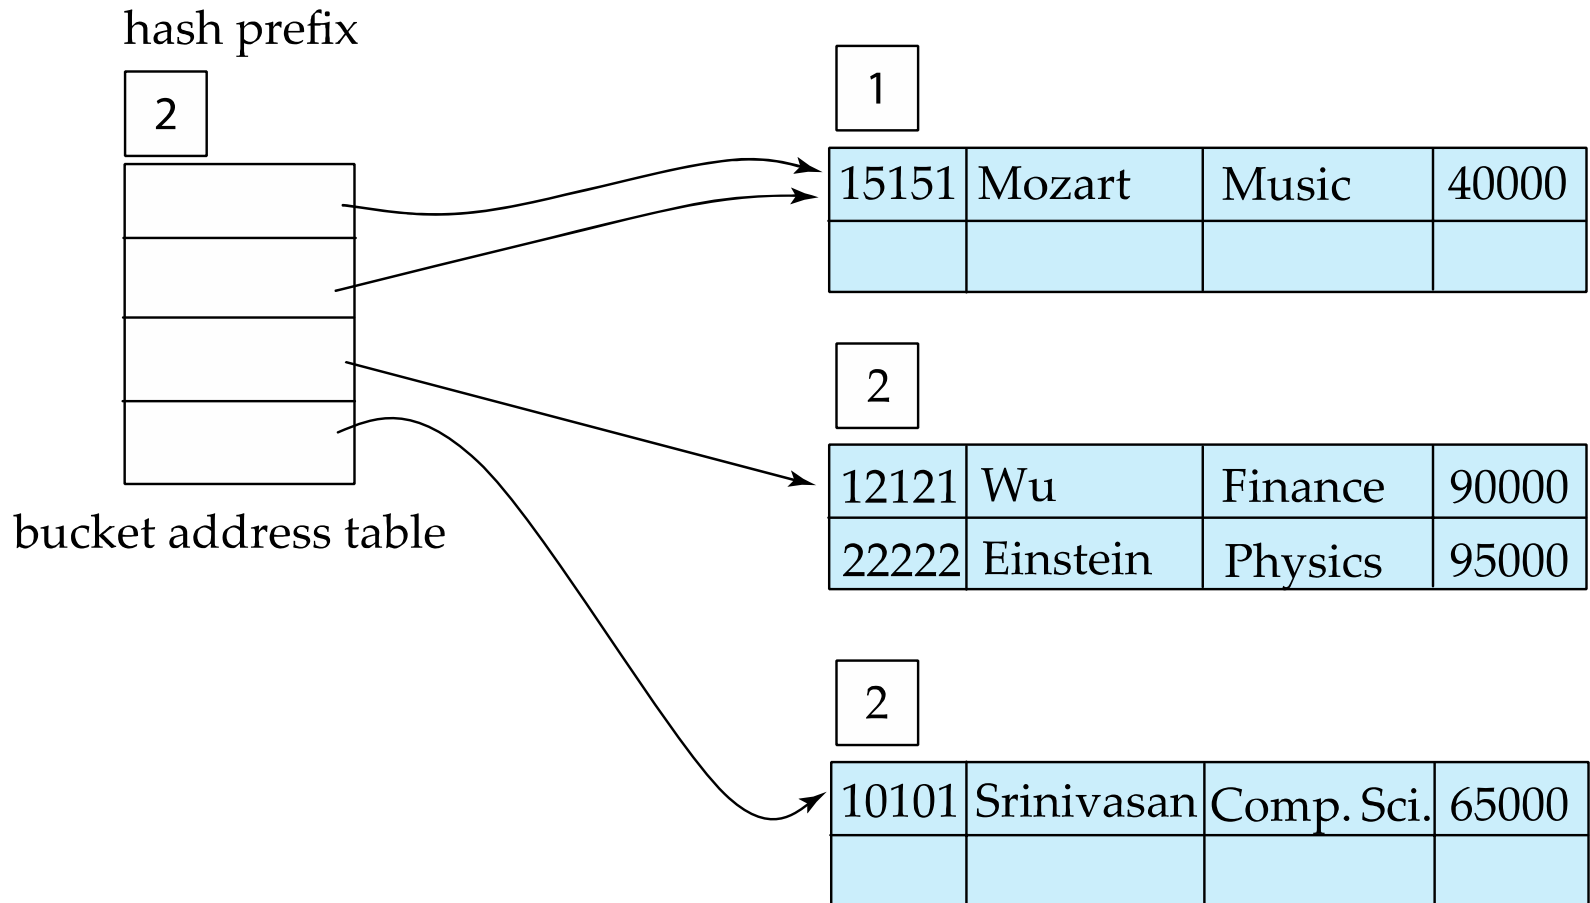 hash prefix
2
bucket address table
1
15151 Mozart Music 40000
2
12121 Wu Finance 90000
22222 Einstein Physics 95000
2
10101 Srinivasan Comp. Sci. 65000